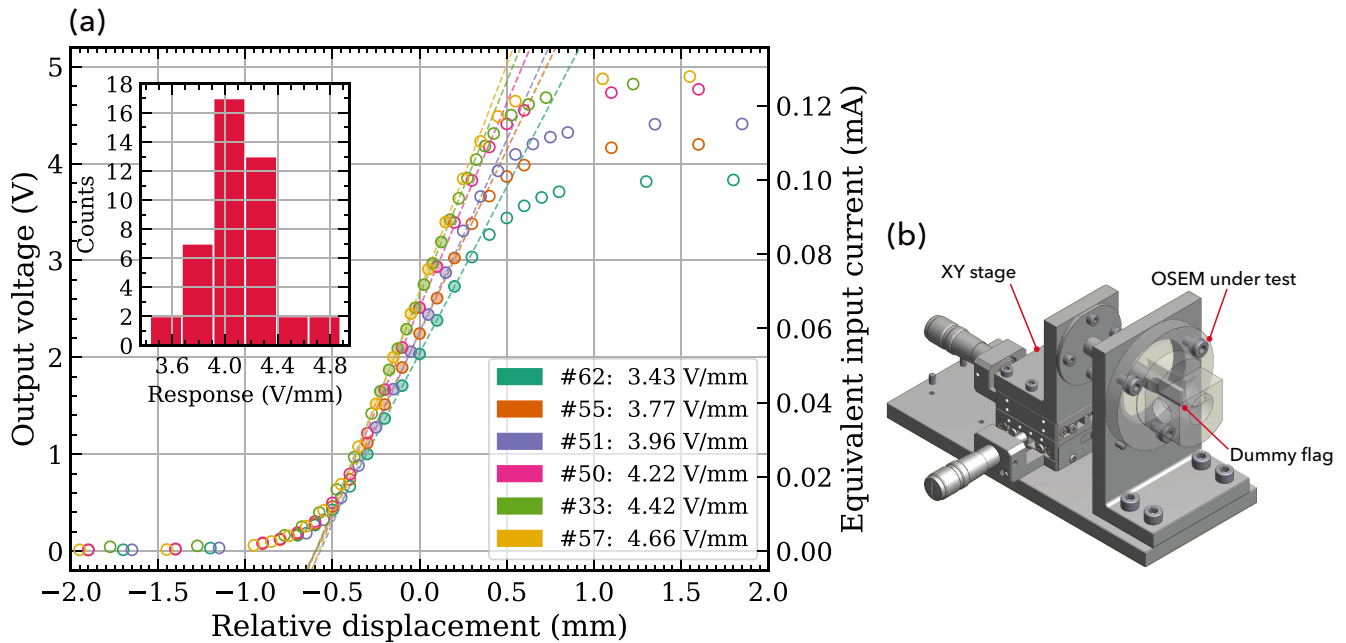 (a)
Output voltage (V)
5
4
3
2
1
0
−2.0 −1.5 −1.0 −0.5 0.0 0.5 1.0 1.5 2.0
Relative displacement (mm)
Counts
18
16
14
12
10
8
6
4
2
0
3.6 4.0 4.4 4.8
Response (V/mm)
#62: 3.43 V/mm
#55: 3.77 V/mm
#51: 3.96 V/mm
#50: 4.22 V/mm
#33: 4.42 V/mm
#57: 4.66 V/mm
0.12
0.10
0.08
0.06
0.04
0.02
0.00
Equivalent input current (mA)
(b)
XY stage
OSEM under test
Dummy flag